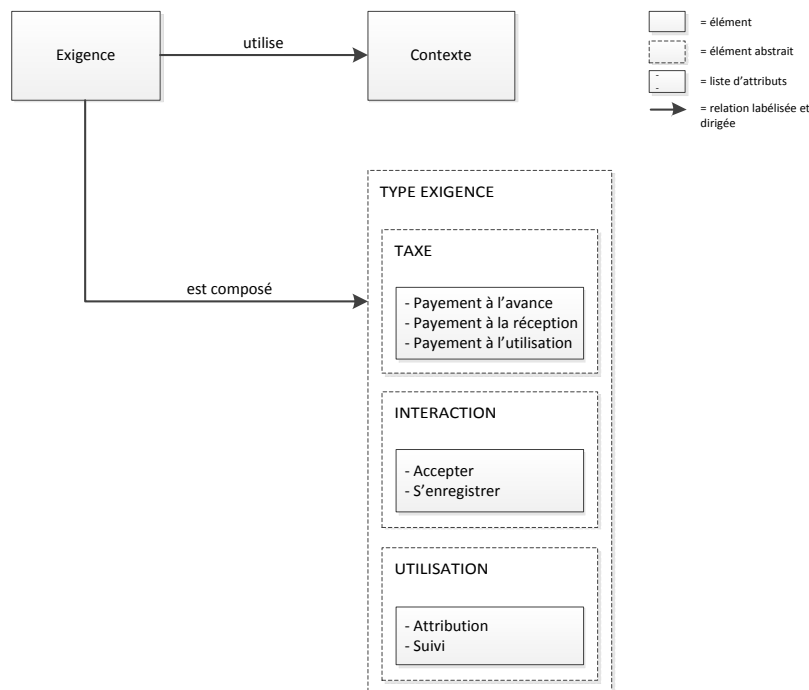 utilise
Exigence
Contexte
= élément
= élément abstrait
= liste d'attributs
= relation labélisée et
dirigée
TYPE EXIGENCE
TAXE
est composé
- Payement à l'avance
- Payement à la réception
- Payement à l'utilisation
INTERACTION
- Accepter
- S'enregistrer
UTILISATION
- Attribution
- Suivi